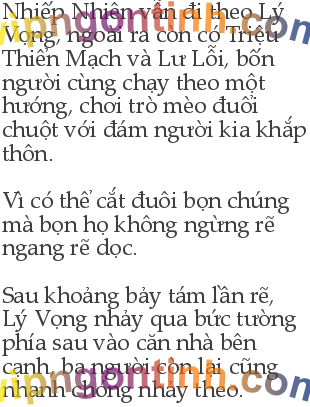 Nhiếp Nhiên vẫn đi theo Lý
Vọng, ngoài ra còn có Triệu
Thiên Mạch và Lư Lỗi, bốn
người cùng chạy theo một
hướng, chơi trò mèo đuổi
chuột với đám người kia khắp
thôn.
Vì có thể cắt đuôi bọn chúng
mà bọn họ không ngừng rẽ
ngang rẽ dọc.
Sau khoảng bảy tám lần rẽ,
Lý Vọng nhảy qua bức tường
phía sau vào căn nhà bên
cạnh, ba người còn lại cũng
nhanh chóng nhảy theo.
vipngontinh.com
vipngontinh.com